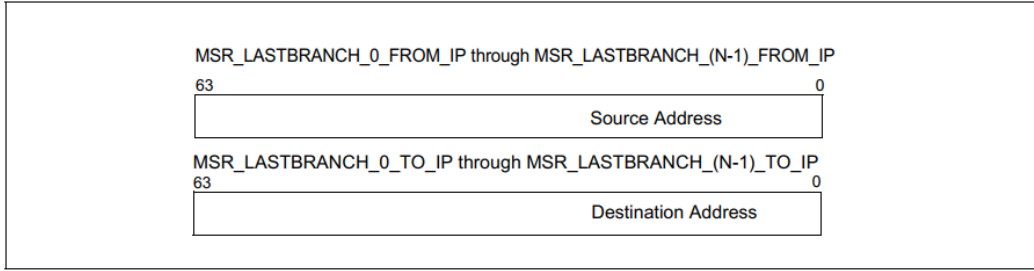 MSR_LASTBRANCH_0_FROM_IP through MSR_LASTBRANCH_(N-1)_FROM_IP
63 0
Source Address
MSR_LASTBRANCH_0_TO_IP through MSR_LASTBRANCH_(N-1)_TO_IP
63 0
Destination Address